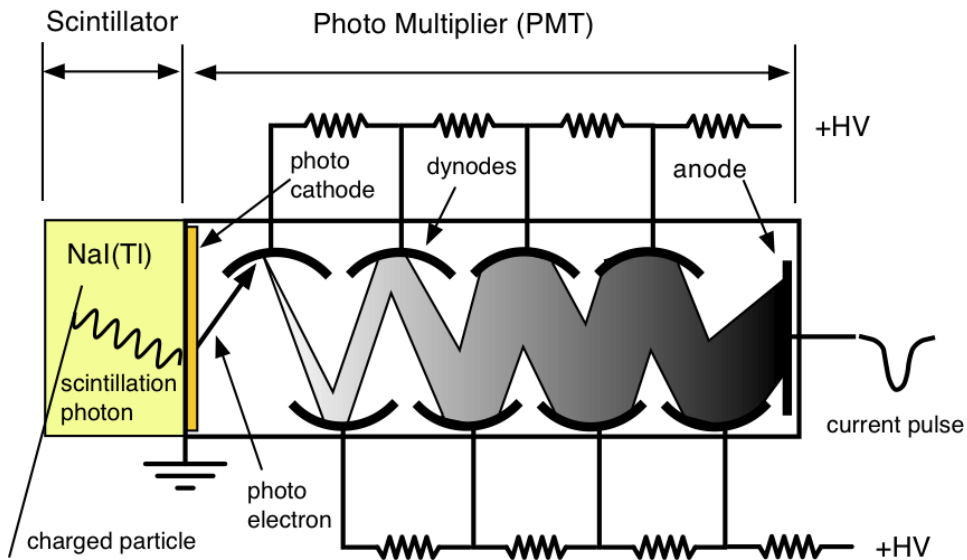 Scintillator
Photo Multiplier (PMT)
+HV
photo
cathode
dynodes
anode
NaI(Tl)
scintillation
photon
current pulse
photo
electron
charged particle
+HV